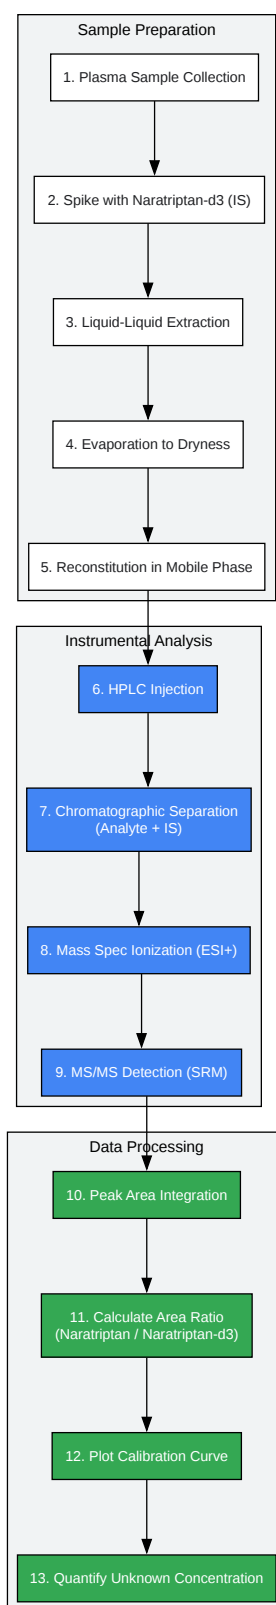 Sample Preparation
1. Plasma Sample Collection
2. Spike with Naratriptan-d3 (IS)
3. Liquid-Liquid Extraction
4. Evaporation to Dryness
5. Reconstitution in Mobile Phase
Instrumental Analysis
6. HPLC Injection
7. Chromatographic Separation
(Analyte + IS)
8. Mass Spec Ionization (ESI+)
9. MS/MS Detection (SRM)
Data Processing
10. Peak Area Integration
11. Calculate Area Ratio
(Naratriptan / Naratriptan-d3)
12. Plot Calibration Curve
13. Quantify Unknown Concentration